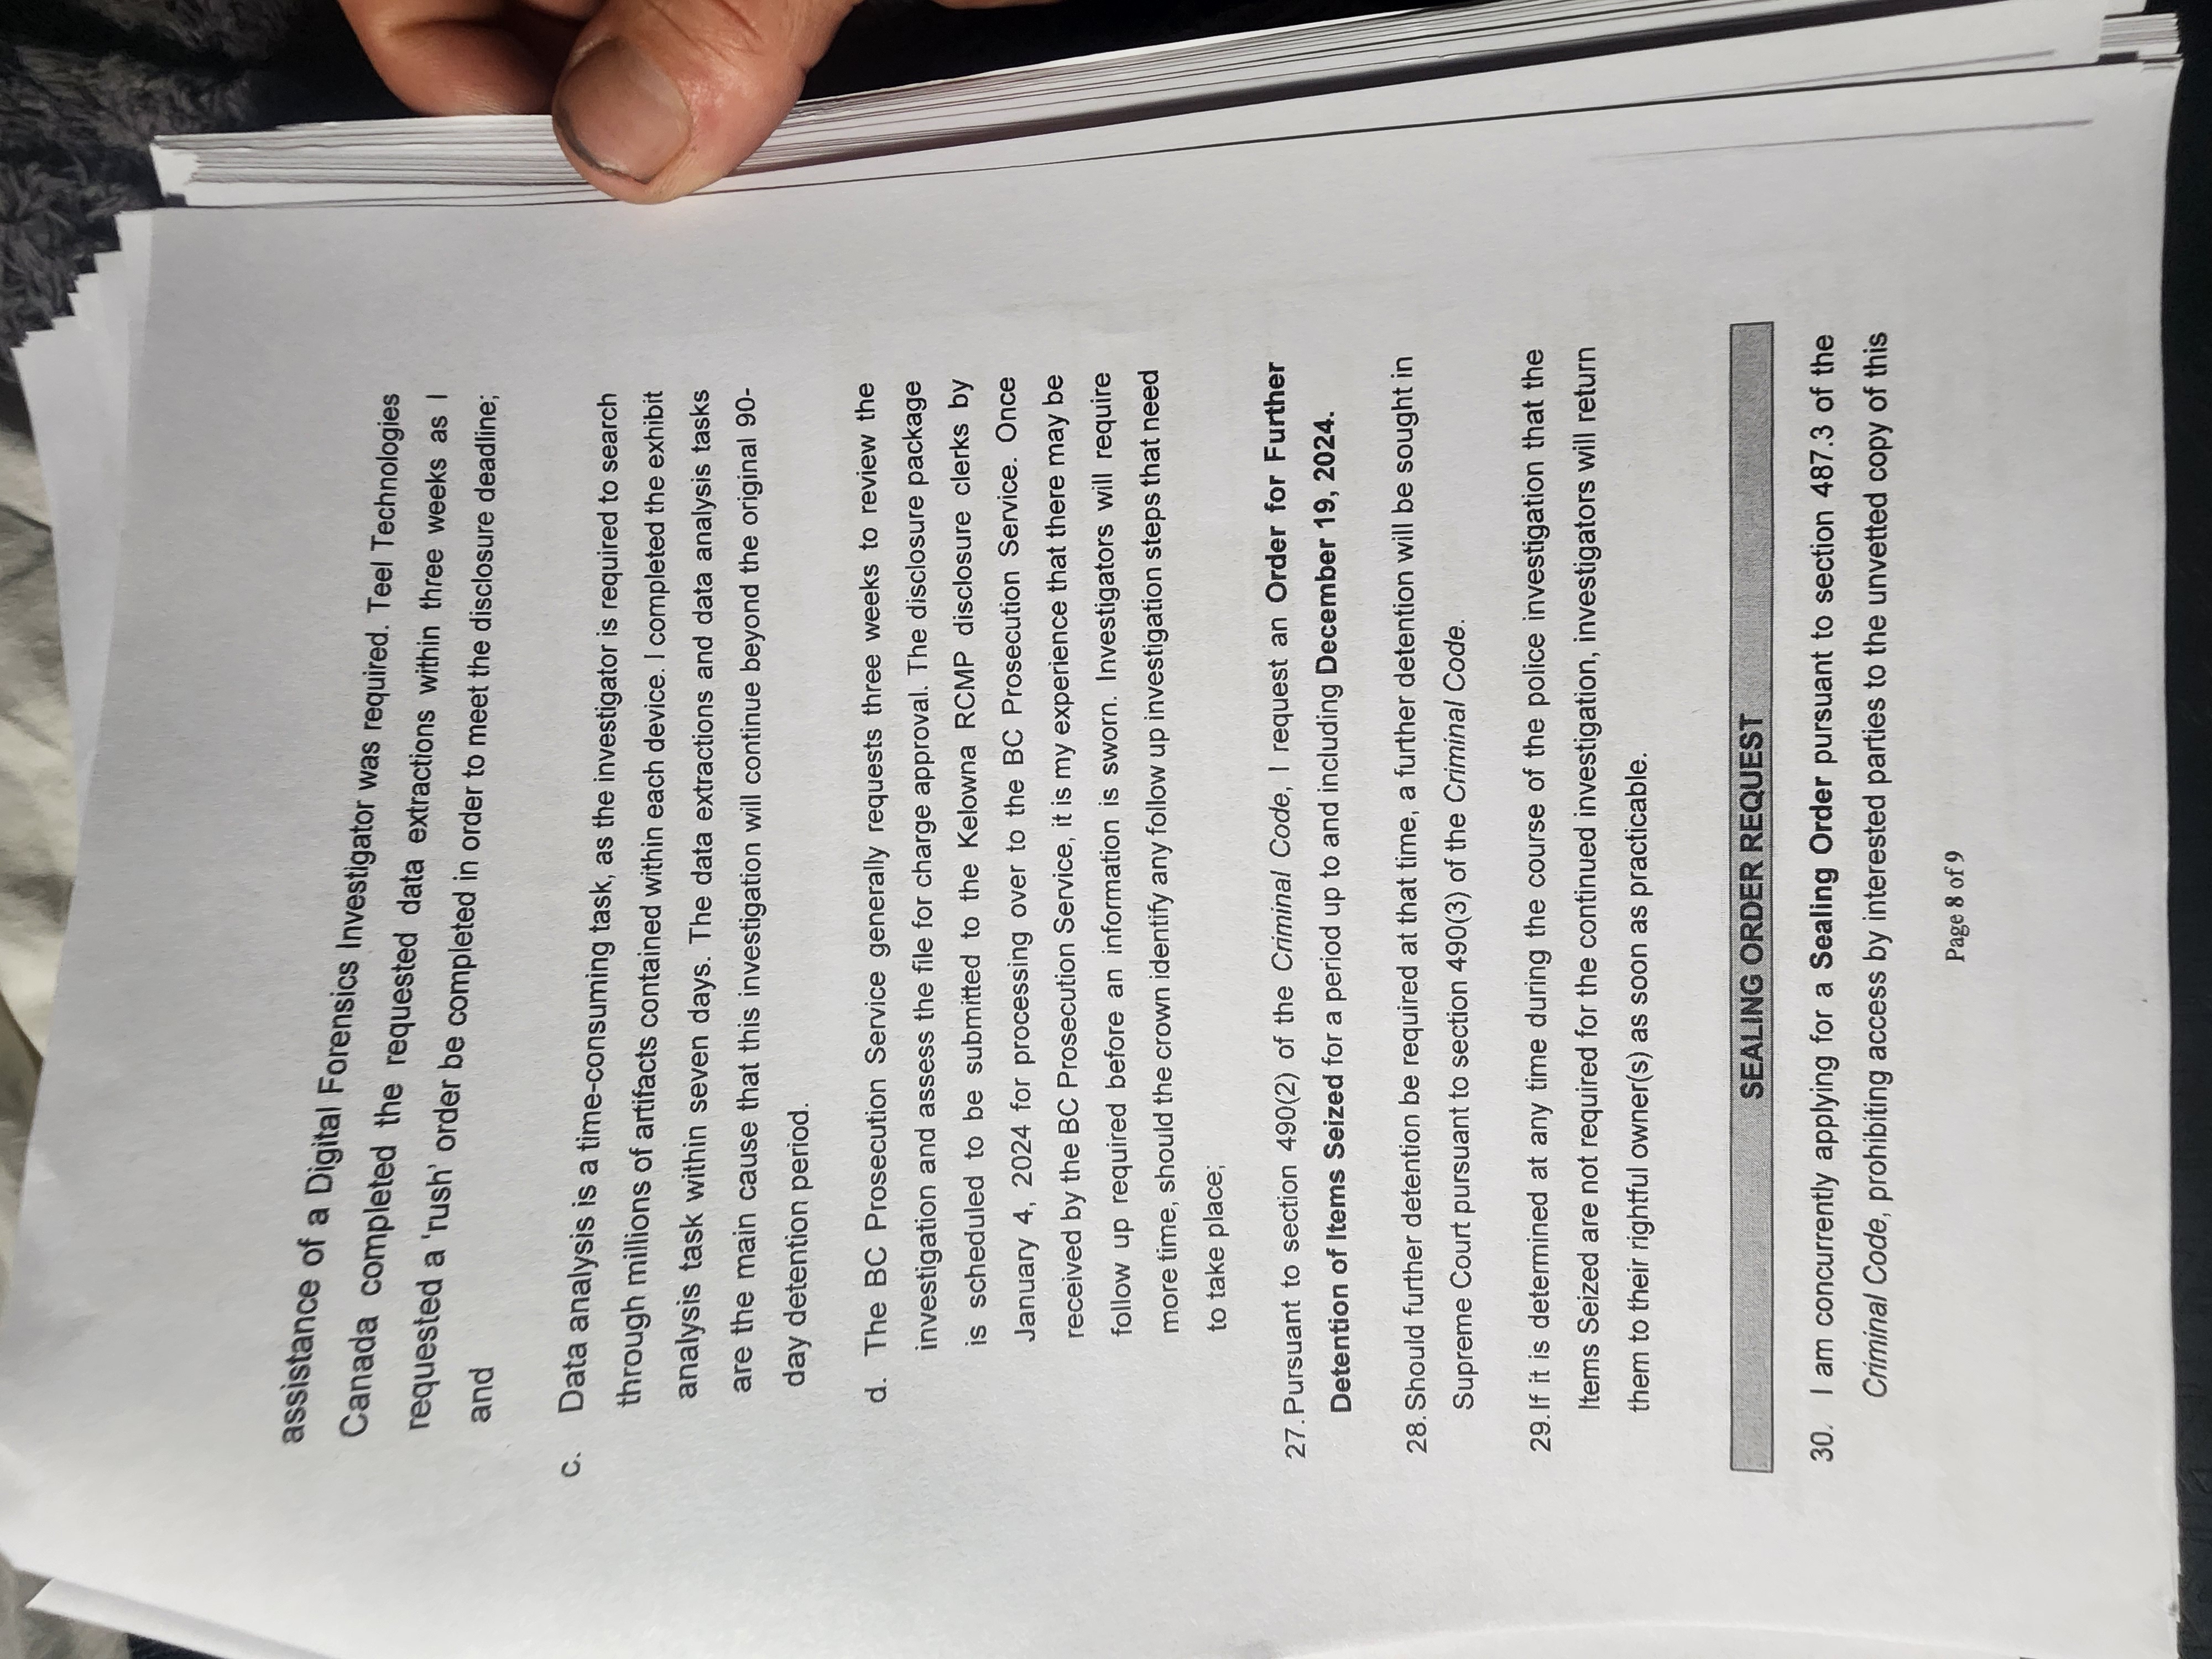 assistance of a Digital Forensics Investigator was required. Teel Technologies
Canada completed the requested data extractions within three weeks as I
requested a ‘rush’ order be completed in order to meet the disclosure deadline;
and
c. Data analysis is a time-consuming task, as the investigator is required to search
through millions of artifacts contained within each device. I completed the exhibit
analysis task within seven days. The data extractions and data analysis tasks
are the main cause that this investigation will continue beyond the original 90-
day detention period.
d. The BC Prosecution Service generally requests three weeks to review the
investigation and assess the file for charge approval. The disclosure package
is scheduled to be submitted to the Kelowna RCMP disclosure clerks by
January 4, 2024 for processing over to the BC Prosecution Service. Once
received by the BC Prosecution Service, it is my experience that there may be
follow up required before an information is sworn. Investigators will require
more time, should the crown identify any follow up investigation steps that need
to take place;
27. Pursuant to section 490(2) of the Criminal Code, I request an Order for Further
Detention of Items Seized for a period up to and including December 19, 2024.
28. Should further detention be required at that time, a further detention will be sought in
Supreme Court pursuant to section 490(3) of the Criminal Code.
29. If it is determined at any time during the course of the police investigation that the
Items Seized are not required for the continued investigation, investigators will return
them to their rightful owner(s) as soon as practicable.
SEALING ORDER REQUEST
30. I am concurrently applying for a Sealing Order pursuant to section 487.3 of the
Criminal Code, prohibiting access by interested parties to the unvetted copy of this
Page 8 of 9